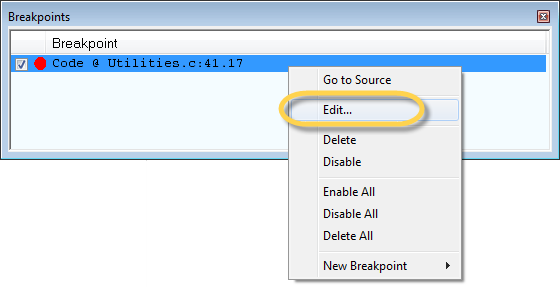 Breakpoints
Breakpoint
Code @ Utilities.c:41.17
Go to Source
Edit...
Delete
Disable
Enable All
Disable All
Delete All
New Breakpoint